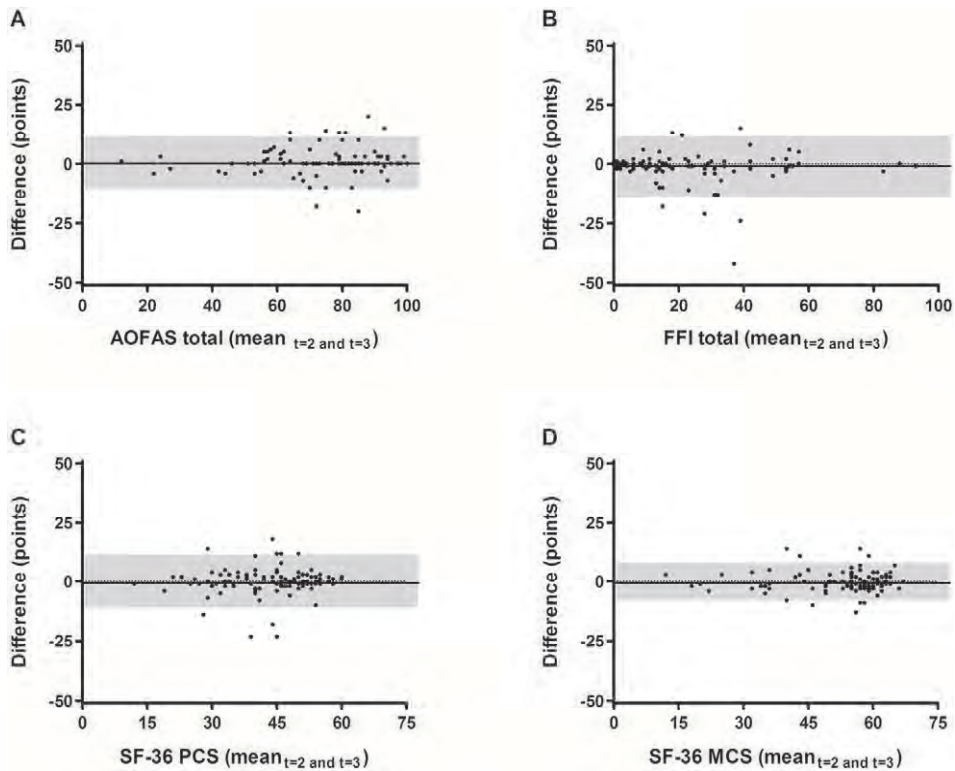 A
50
25
0
-25
-50
Difference (points)
0 20 40 60 80 100
AOFAS total (mean t=2 and t=3)
B
50
25
0
-25
-50
Difference (points)
0 20 40 60 80 100
FFI total (mean t=2 and t=3)
C
50
25
0
-25
-50
Difference (points)
0 15 30 45 60 75
SF-36 PCS (mean t=2 and t=3)
D
50
25
0
-25
-50
Difference (points)
0 15 30 45 60 75
SF-36 MCS (mean t=2 and t=3)